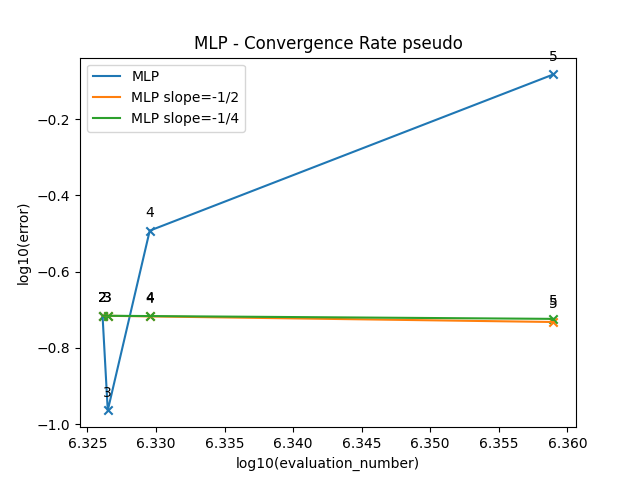 MLP - Convergence Rate pseudo
MLP
MLP slope=-1/2
MLP slope=-1/4
5
4
2
3
4
5
5
3
log10(error)
−0.2
−0.4
−0.6
−0.8
−1.0
6.325 6.330 6.335 6.340 6.345 6.350 6.355 6.360
log10(evaluation_number)